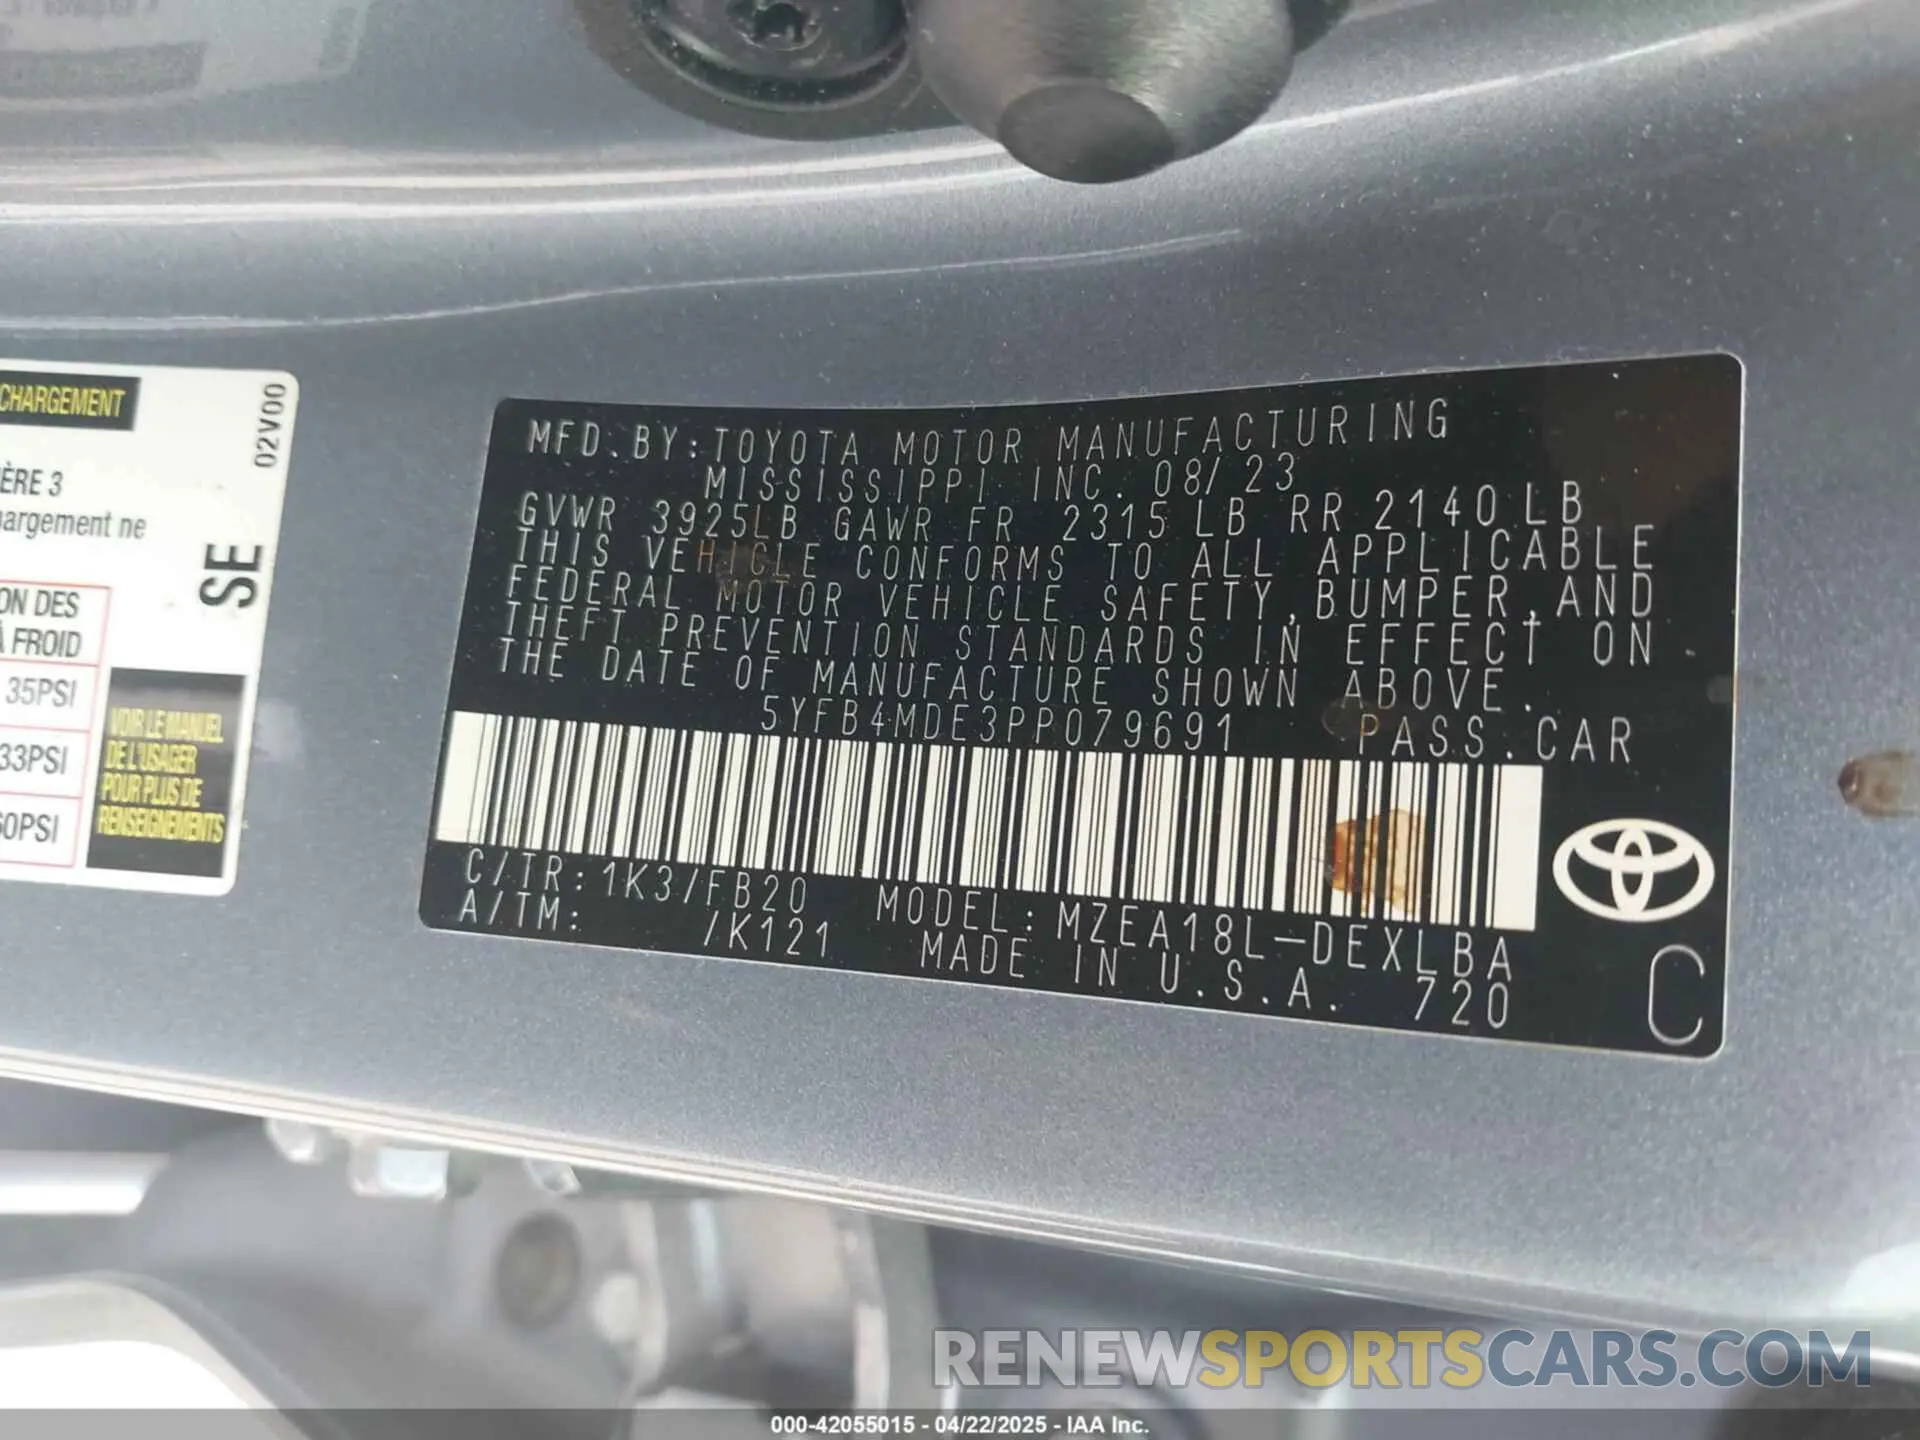 CHARGEMENT
02V00
ÈRE 3
argement ne
SE
ON DES
À FROID
35PSI
33PSI
60PSI
VOIR LE MANUEL
DE L'USAGER
POUR PLUS DE
RENSEIGNEMENTS
MFD.BY:TOYOTA MOTOR MANUFACTURING
MISSISSIPPI INC. 08/23
GVWR 3925LB GAWR FR 2315LB RR 2140LB
THIS VEHICLE CONFORMS TO ALL APPLICABLE
FEDERAL MOTOR VEHICLE SAFETY,BUMPER,AND
THEFT PREVENTION STANDARDS IN EFFECT ON
THE DATE OF MANUFACTURE SHOWN ABOVE.
5YFB4MDE3PP079691 PASS.CAR
C/TR:1K3/FB20 MODEL:MZEA18L-DEXLBA
A/TM: /K121 MADE IN U.S.A. 720
C
RENEWSPORTSCARS.COM
000-42055015 - 04/22/2025 - IAA Inc.